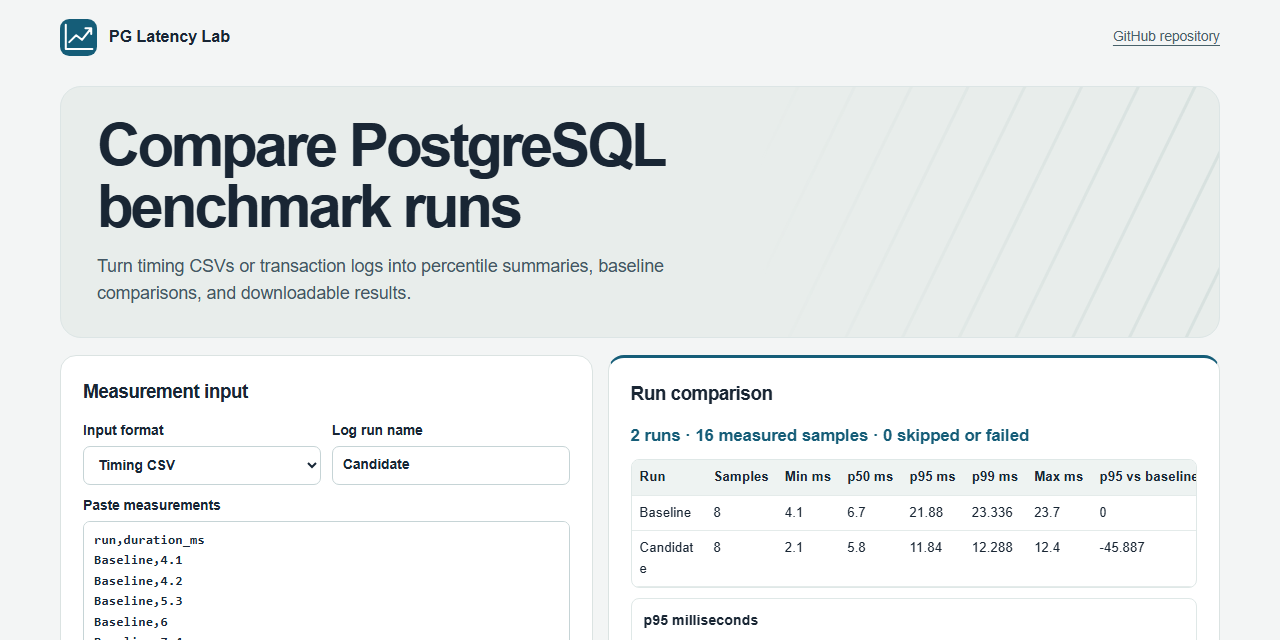 PG Latency Lab
GitHub repository
Compare PostgreSQL
benchmark runs
Turn timing CSVs or transaction logs into percentile summaries, baseline
comparisons, and downloadable results.
Measurement input
Input format
Log run name
Timing CSV
Candidate
Paste measurements
run,duration_ms
Baseline,4.1
Baseline,4.2
Baseline,5.3
Baseline,6
Run comparison
2 runs · 16 measured samples · 0 skipped or failed
Run Samples Min ms p50 ms p95 ms p99 ms Max ms p95 vs baseline
Baseline 8 4.1 6.7 21.88 23.336 23.7 0
Candidat 8 2.1 5.8 11.84 12.288 12.4 -45.887
e
p95 milliseconds